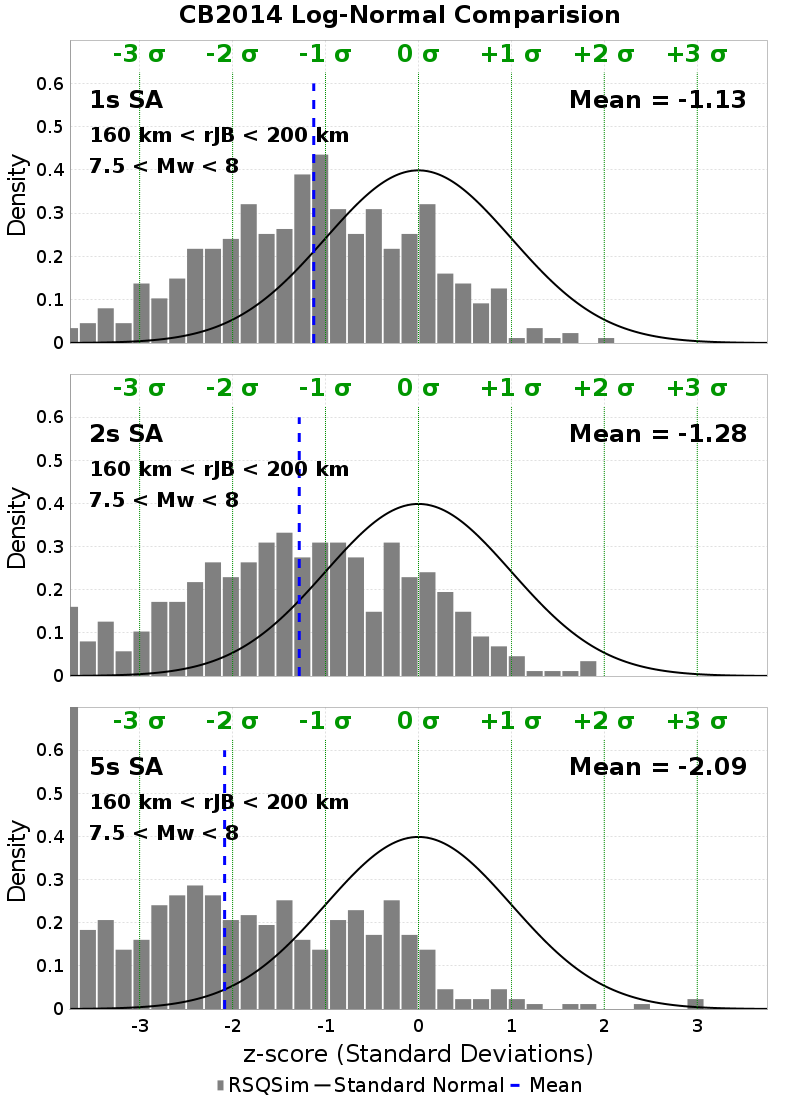 CB2014 Log-Normal Comparision
-3 σ -2 σ -1 σ 0 σ +1 σ +2 σ +3 σ
1s SA
Mean = -1.13
160 km < rJB < 200 km
7.5 < Mw < 8
0.6
0.5
0.4
0.3
0.2
0.1
0
Density
-3 σ -2 σ -1 σ 0 σ +1 σ +2 σ +3 σ
2s SA
Mean = -1.28
160 km < rJB < 200 km
7.5 < Mw < 8
0.6
0.5
0.4
0.3
0.2
0.1
0
Density
-3 σ -2 σ -1 σ 0 σ +1 σ +2 σ +3 σ
5s SA
Mean = -2.09
160 km < rJB < 200 km
7.5 < Mw < 8
0.6
0.5
0.4
0.3
0.2
0.1
0
Density
-3 -2 -1 0 1 2 3
z-score (Standard Deviations)
RSQSim Standard Normal Mean